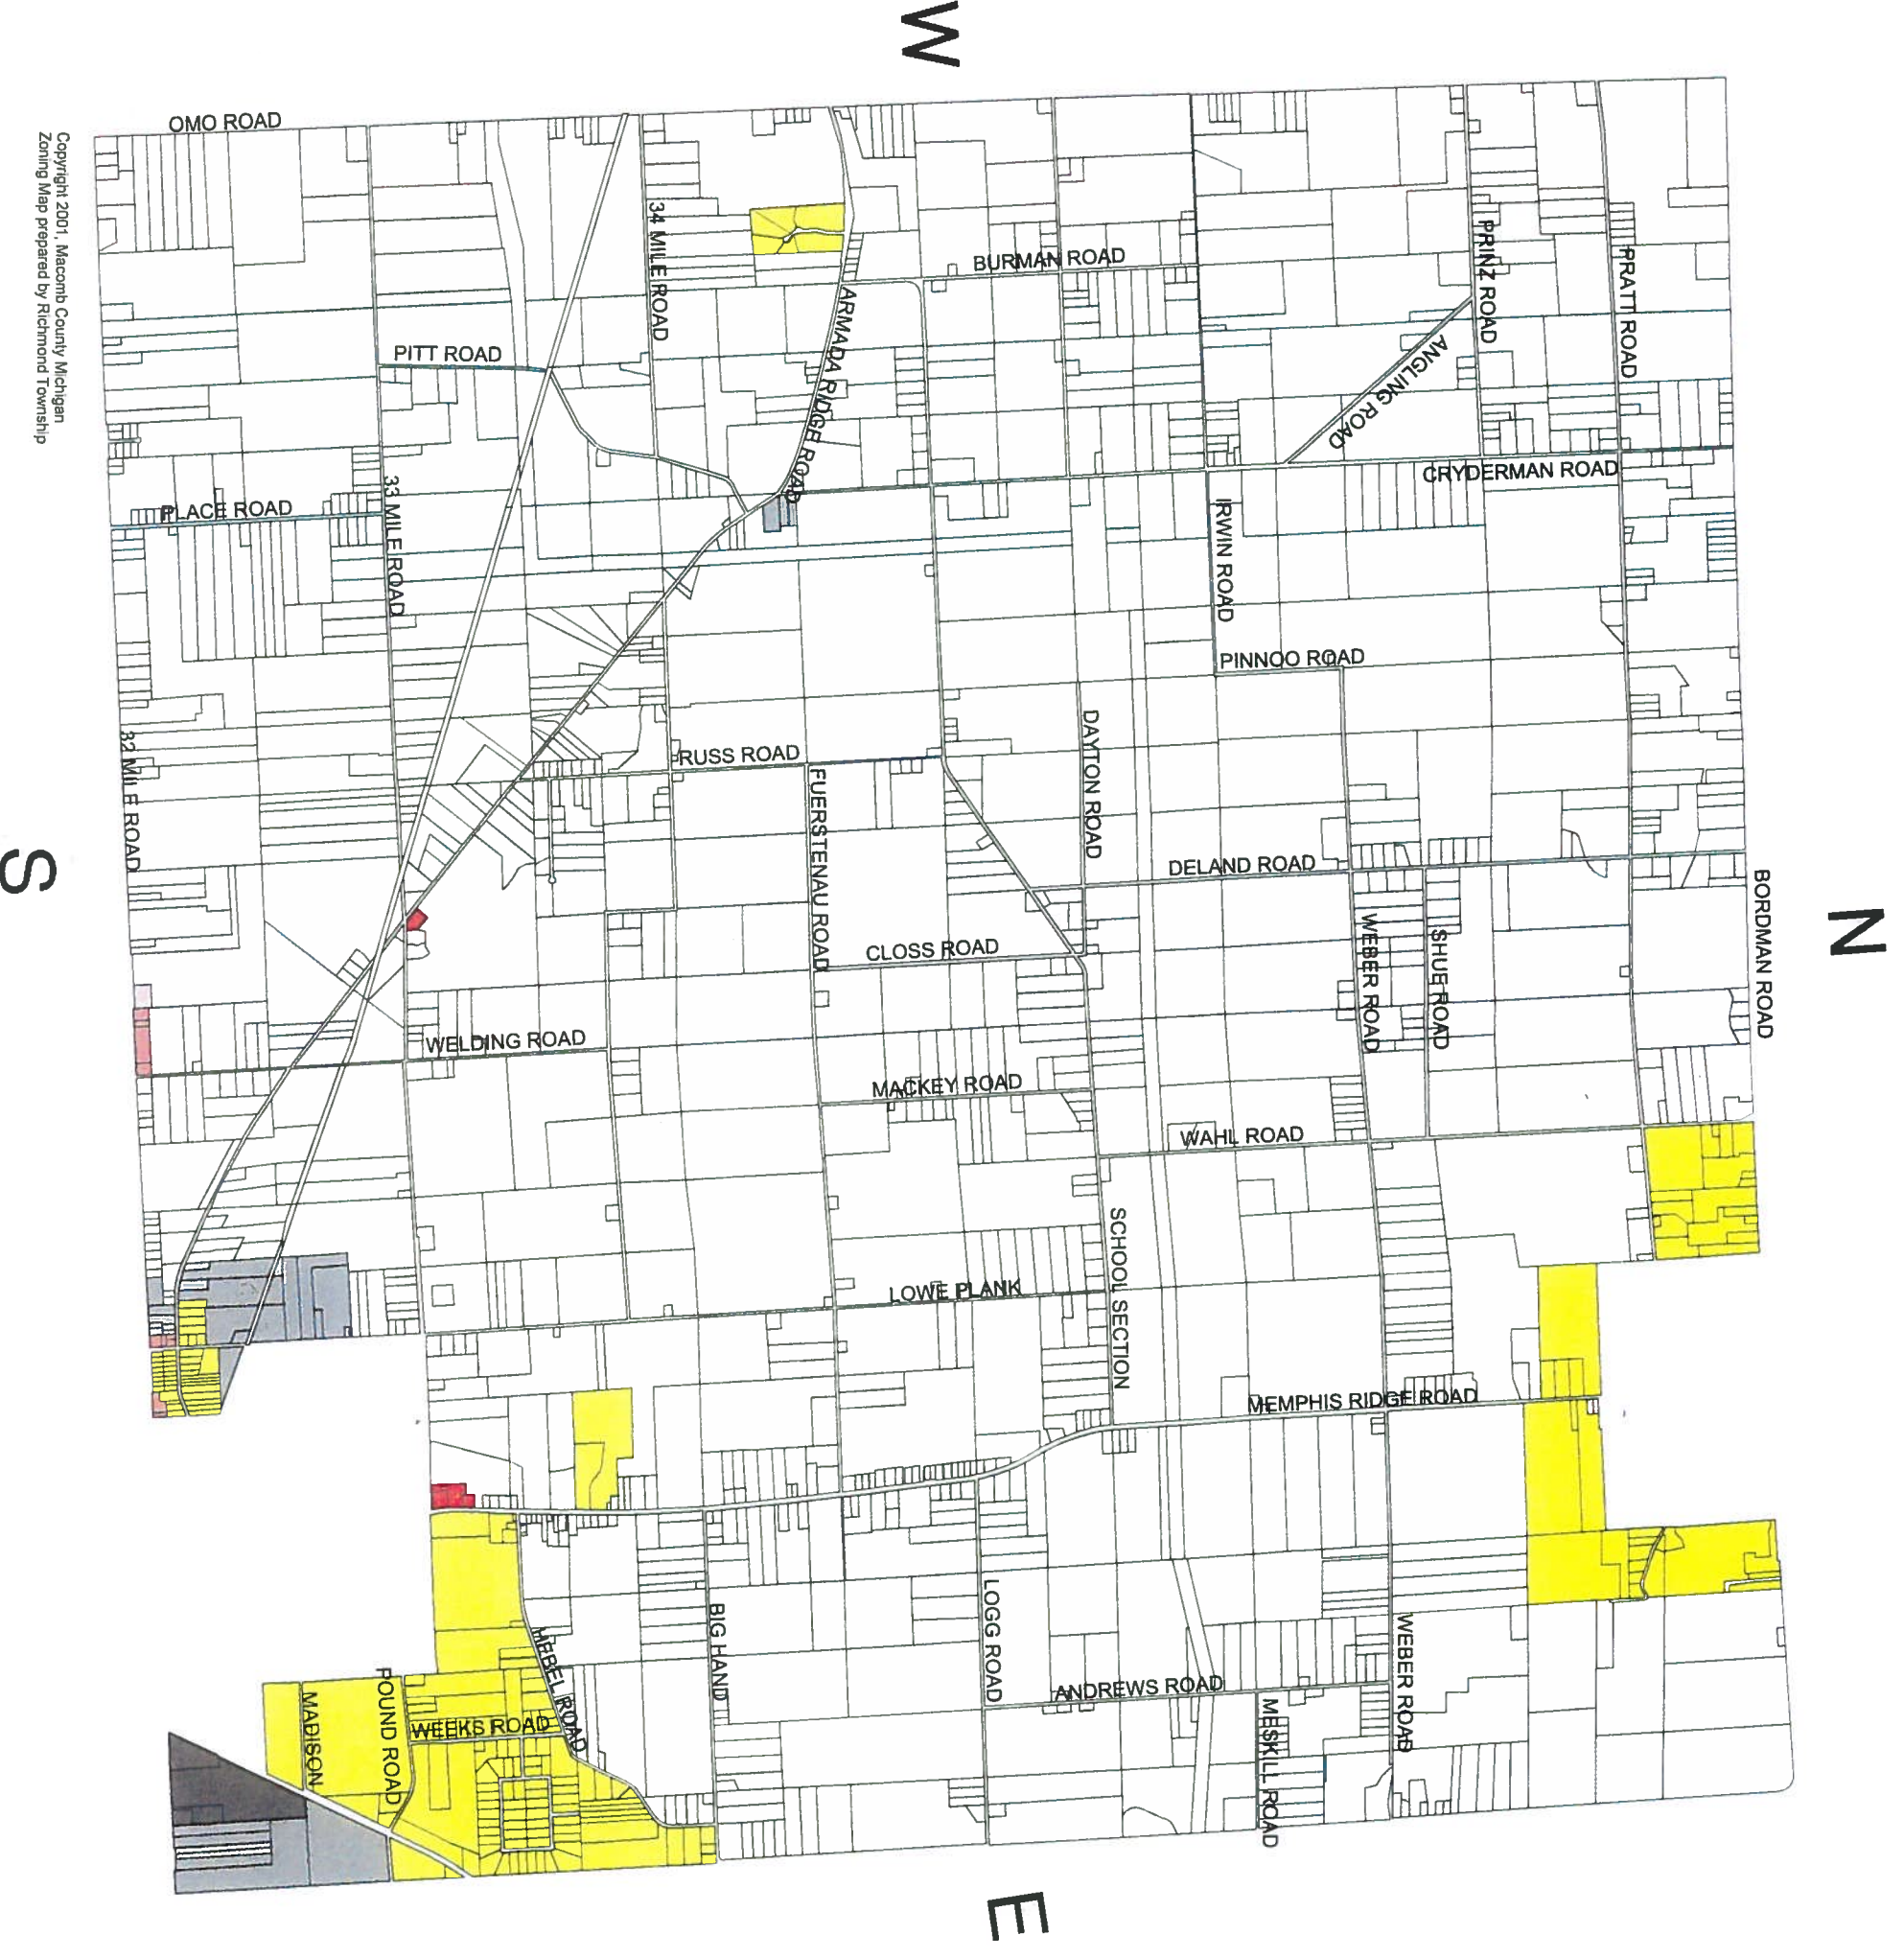 W
OMO ROAD
Copyright 2001, Macomb County Michigan
Zoning Map prepared by Richmond Township
34 MILE ROAD
BURMAN ROAD
PRINZ ROAD
PRATT ROAD
ARMADA RIDGE ROAD
PITT ROAD
ANGLING ROAD
CRYDERMAN ROAD
PLACE ROAD
33 MILE ROAD
IRWIN ROAD
PINNOO ROAD
32 MILE ROAD
RUSS ROAD
FUERSTENAU ROAD
DAYTON ROAD
DELAND ROAD
BORDMAN ROAD
S
N
CLOSS ROAD
WEBER ROAD
SHUE ROAD
WELDING ROAD
MACKEY ROAD
WAHL ROAD
SCHOOL SECTION
LOWE PLANK
MEMPHIS RIDGE ROAD
LOGG ROAD
BIG HAND
HEBEL ROAD
WEBER ROAD
ANDREWS ROAD
MESKILL ROAD
POUND ROAD
MADISON
WEEKS ROAD
E